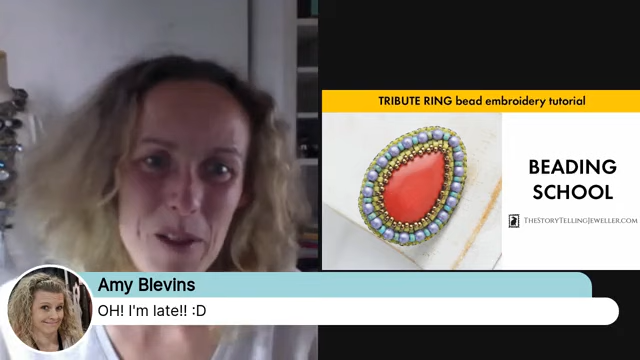 TRIBUTE RING bead embroidery tutorial
BEADING
SCHOOL
THESTORYTELLINGJEWELLER.COM
Amy Blevins
OH! I'm late!! :D